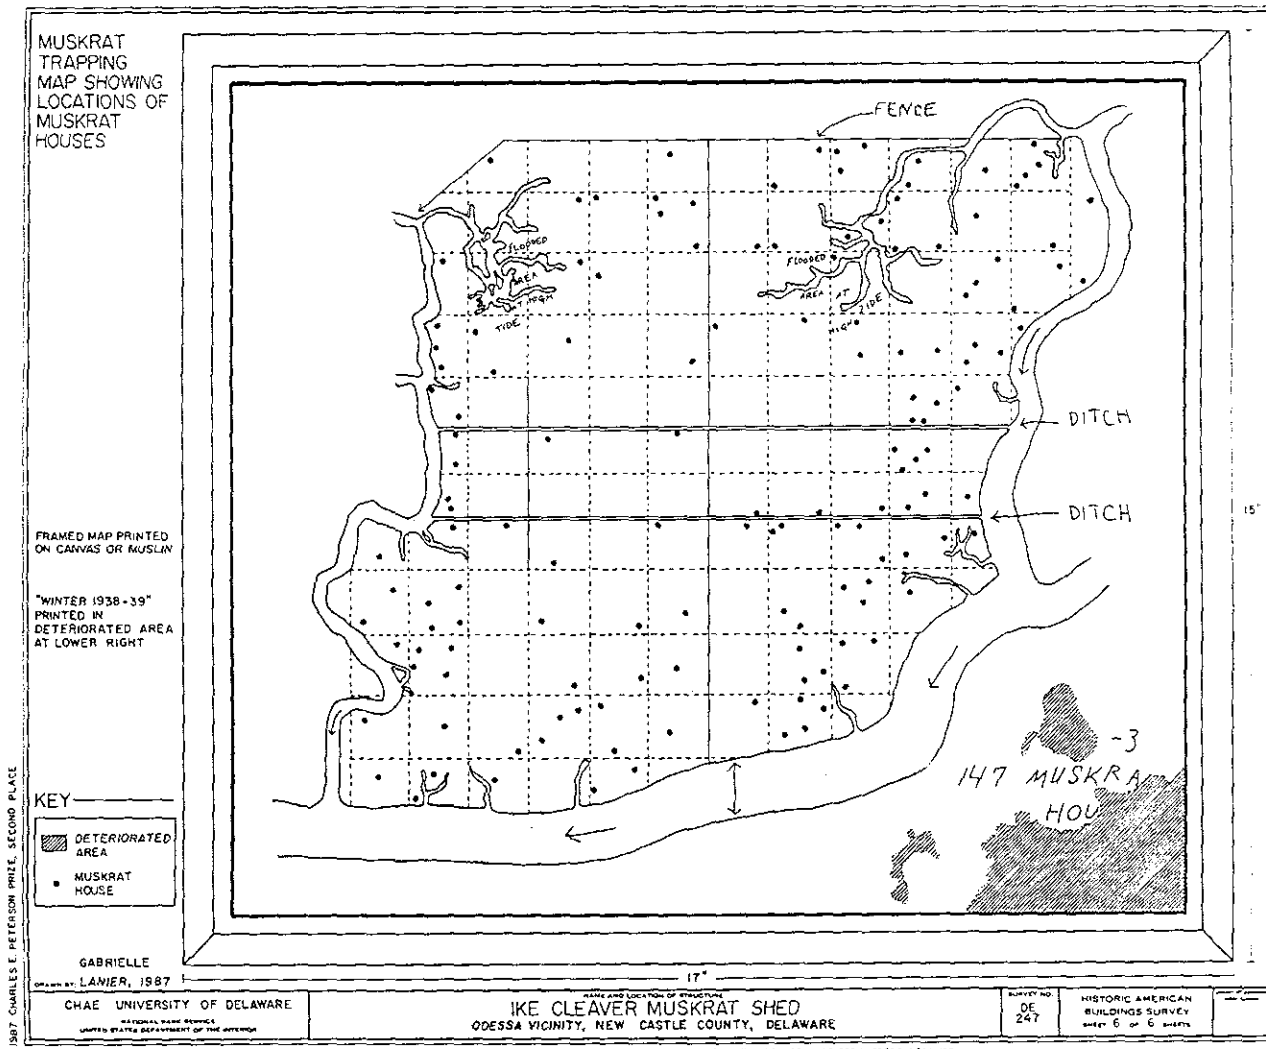 MUSKRAT
TRAPPING
MAP SHOWING
LOCATIONS OF
MUSKRAT
HOUSES
FENCE
FLOODED
AREA
AT HIGH
TIDE
FLOODED
AREA AT
HIGH TIDE
DITCH
DITCH
15"
FRAMED MAP PRINTED
ON CANVAS OR MUSLIN
"WINTER 1938-39"
PRINTED IN
DETERIORATED AREA
AT LOWER RIGHT
-3
147 MUSKRA
HOU
KEY
DETERIORATED
AREA
MUSKRAT
HOUSE
GABRIELLE
DRAWN BY: LANIER, 1987
17"
1987 CHARLES E. PETERSON PRIZE, SECOND PLACE
CHAE UNIVERSITY OF DELAWARE
NATIONAL PARK SERVICE
UNITED STATES DEPARTMENT OF THE INTERIOR
NAME AND LOCATION OF STRUCTURE
IKE CLEAVER MUSKRAT SHED
ODESSA VICINITY, NEW CASTLE COUNTY, DELAWARE
SURVEY NO.
DE
247
HISTORIC AMERICAN
BUILDINGS SURVEY
SHEET 6 OF 6 SHEETS